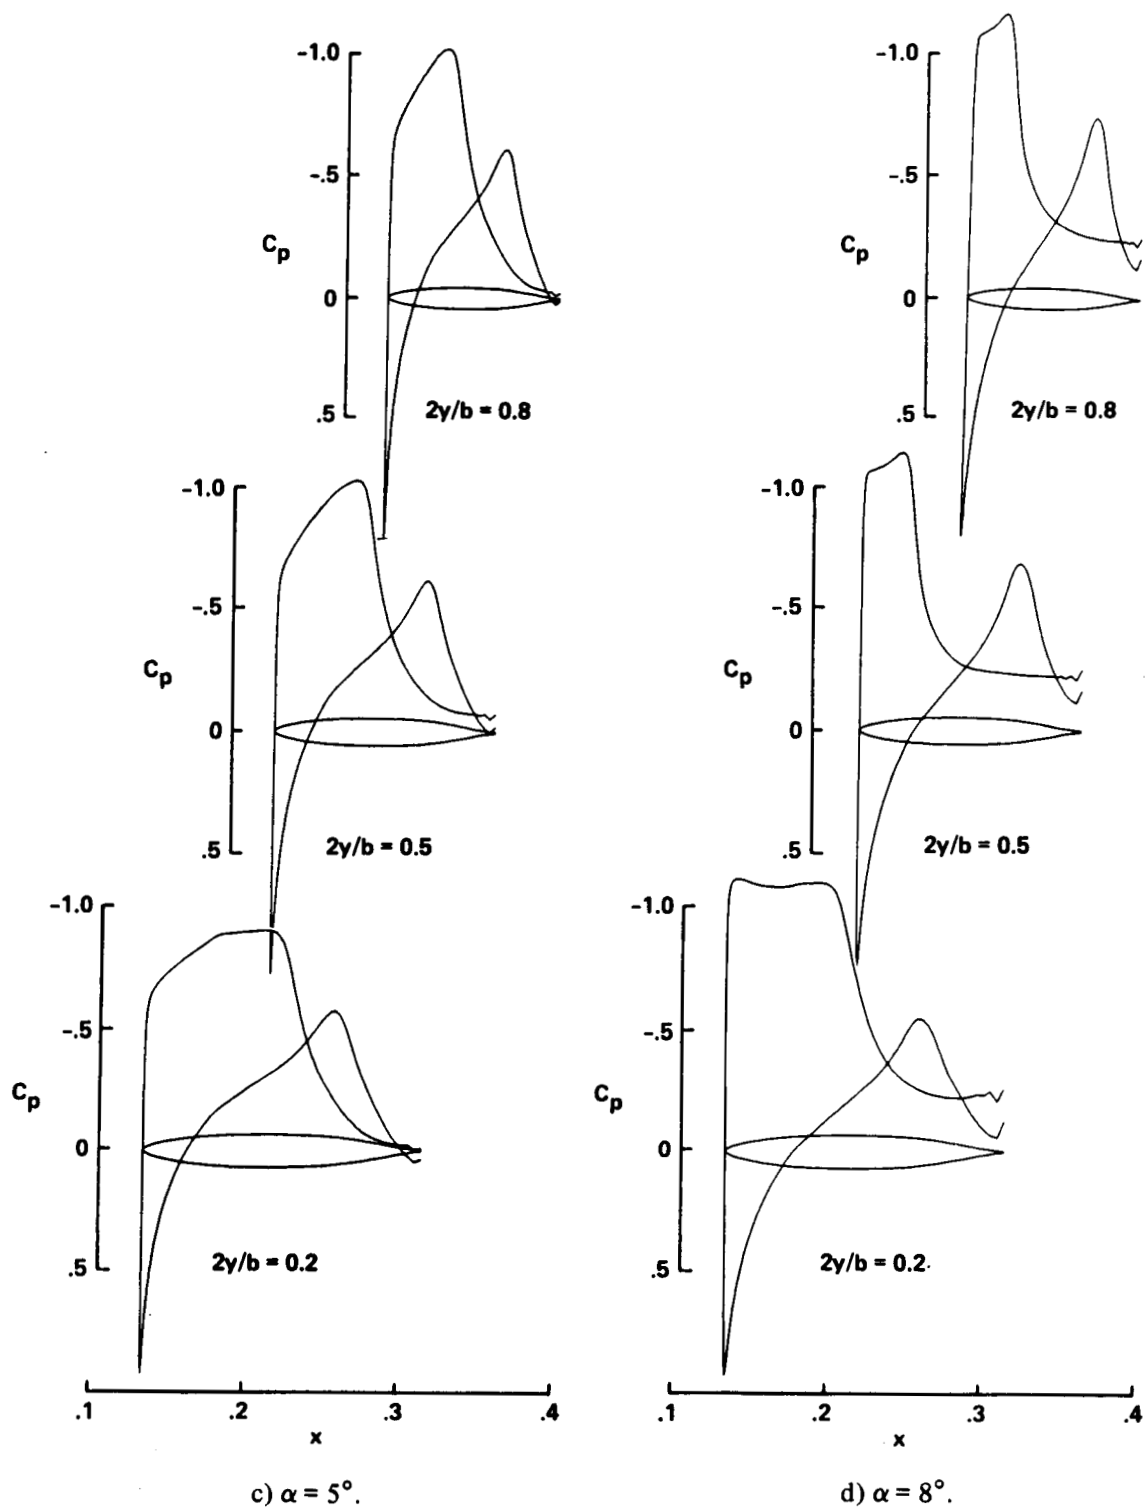 -1.0
-.5
Cp
0
.5
2y/b = 0.8
-1.0
-.5
Cp
0
.5
2y/b = 0.5
-1.0
-.5
Cp
0
.5
2y/b = 0.2
.1 .2 .3 .4
x
c) α = 5°.
-1.0
-.5
Cp
0
.5
2y/b = 0.8
-1.0
-.5
Cp
0
.5
2y/b = 0.5
-1.0
-.5
Cp
0
.5
2y/b = 0.2
.1 .2 .3 .4
x
d) α = 8°.